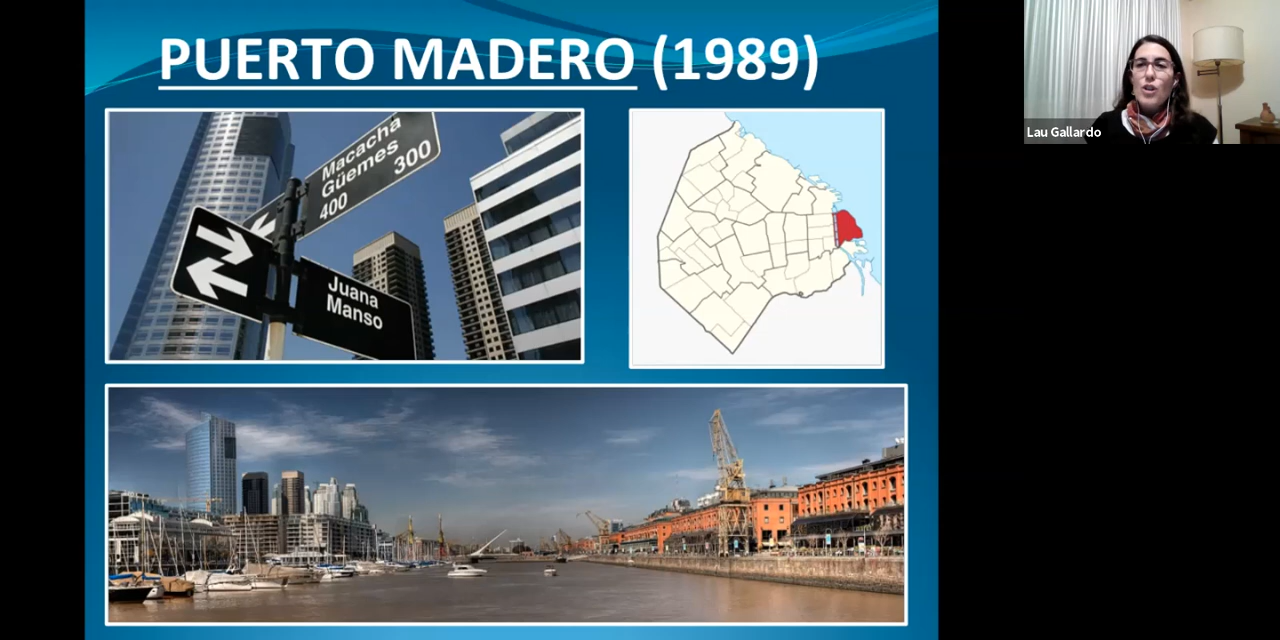 PUERTO MADERO (1989)
Macacha
Güemes
400 300
Juana
Manso
Lau Gallardo